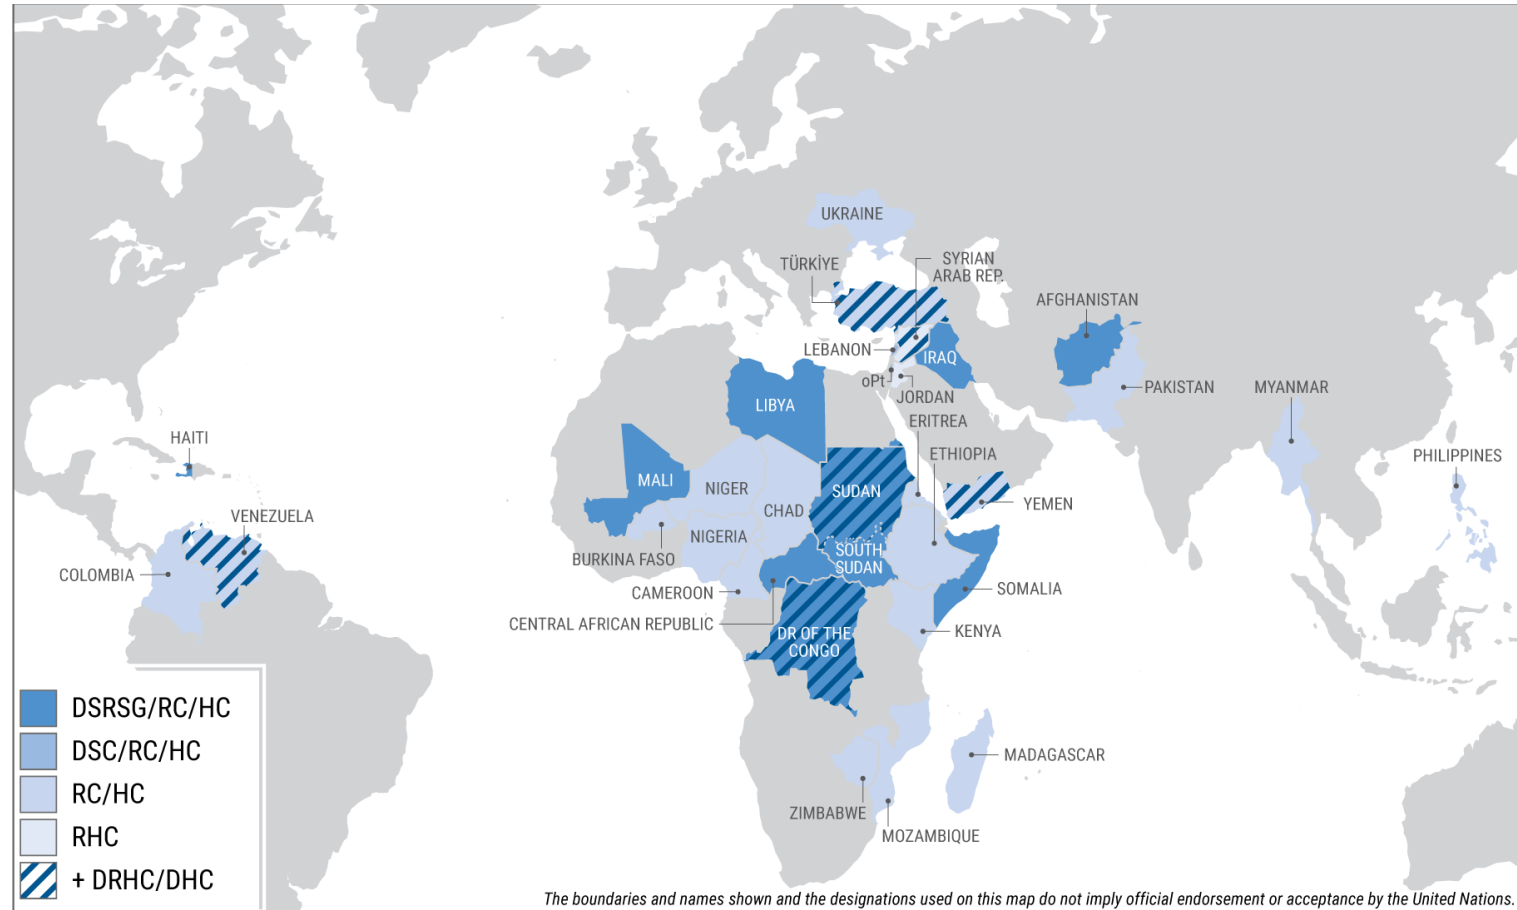 UKRAINE
TÜRKİYE
SYRIAN
ARAB REP.
AFGHANISTAN
LEBANON
IRAQ
oPt
JORDAN
PAKISTAN
MYANMAR
LIBYA
ERITREA
HAITI
ETHIOPIA
PHILIPPINES
MALI
NIGER
SUDAN
YEMEN
CHAD
VENEZUELA
NIGERIA
BURKINA FASO
SOUTH
SUDAN
COLOMBIA
CAMEROON
SOMALIA
CENTRAL AFRICAN REPUBLIC
DR OF THE
CONGO
KENYA
MADAGASCAR
ZIMBABWE
MOZAMBIQUE
DSRSG/RC/HC
DSC/RC/HC
RC/HC
RHC
+ DRHC/DHC
The boundaries and names shown and the designations used on this map do not imply official endorsement or acceptance by the United Nations.